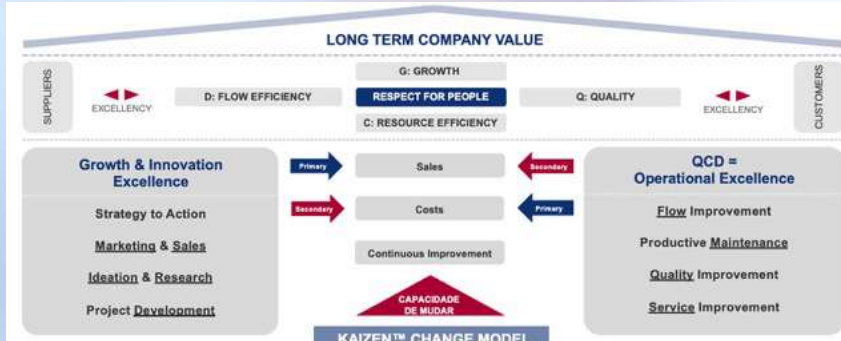 LONG TERM COMPANY VALUE
SUPPLIERS
EXCELLENCY
D: FLOW EFFICIENCY
G: GROWTH
RESPECT FOR PEOPLE
C: RESOURCE EFFICIENCY
Q: QUALITY
EXCELLENCY
CUSTOMERS
Growth & Innovation
Excellence
Strategy to Action
Marketing & Sales
Ideation & Research
Project Development
Primary
Sales
Secondary
Secondary
Costs
Primary
Continuous Improvement
CAPACIDADE
DE MUDAR
KAIZEN™ CHANGE MODEL
QCD =
Operational Excellence
Flow Improvement
Productive Maintenance
Quality Improvement
Service Improvement